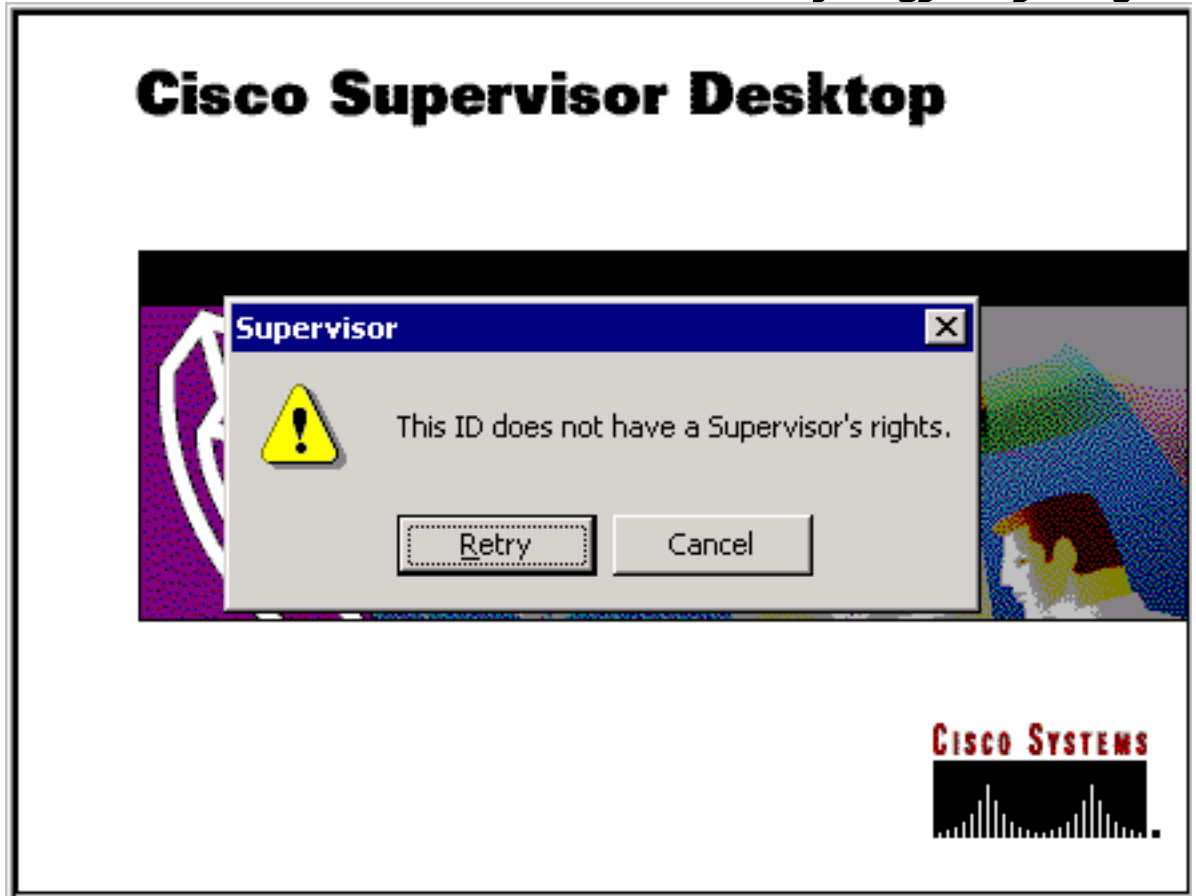 Cisco Supervisor Desktop
Supervisor
This ID does not have a Supervisor's rights.
Retry
Cancel
CISCO SYSTEMS